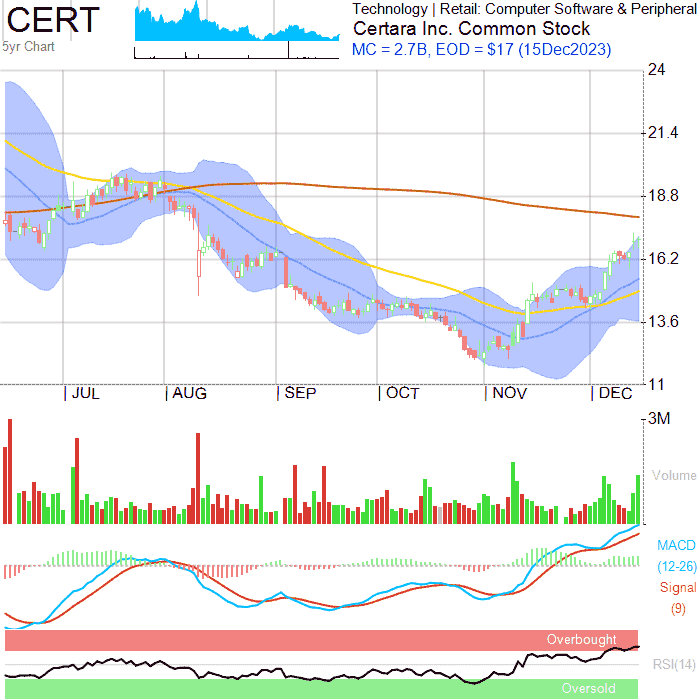 CERT
5yr Chart
Technology | Retail: Computer Software & Peripheral
Certara Inc. Common Stock
MC = 2.7B, EOD = $17 (15Dec2023)
24
21.4
18.8
16.2
13.6
11
JUL
AUG
SEP
OCT
NOV
DEC
3M
Volume
MACD
(12-26)
Signal
(9)
Overbought
RSI(14)
Oversold